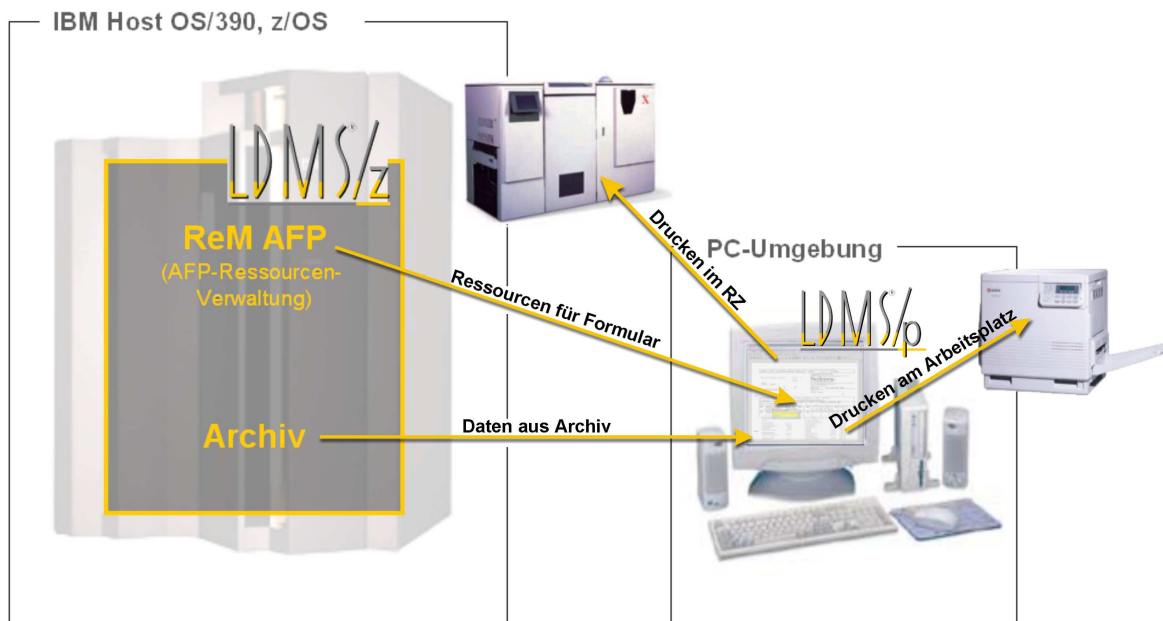 IBM Host OS/390, z/OS
LDMS®/z
X
ReM AFP
(AFP-Ressourcen-
Verwaltung)
Archiv
Ressourcen für Formular
Daten aus Archiv
Drucken im RZ
PC-Umgebung
LDMS®/p
Drucken am Arbeitsplatz